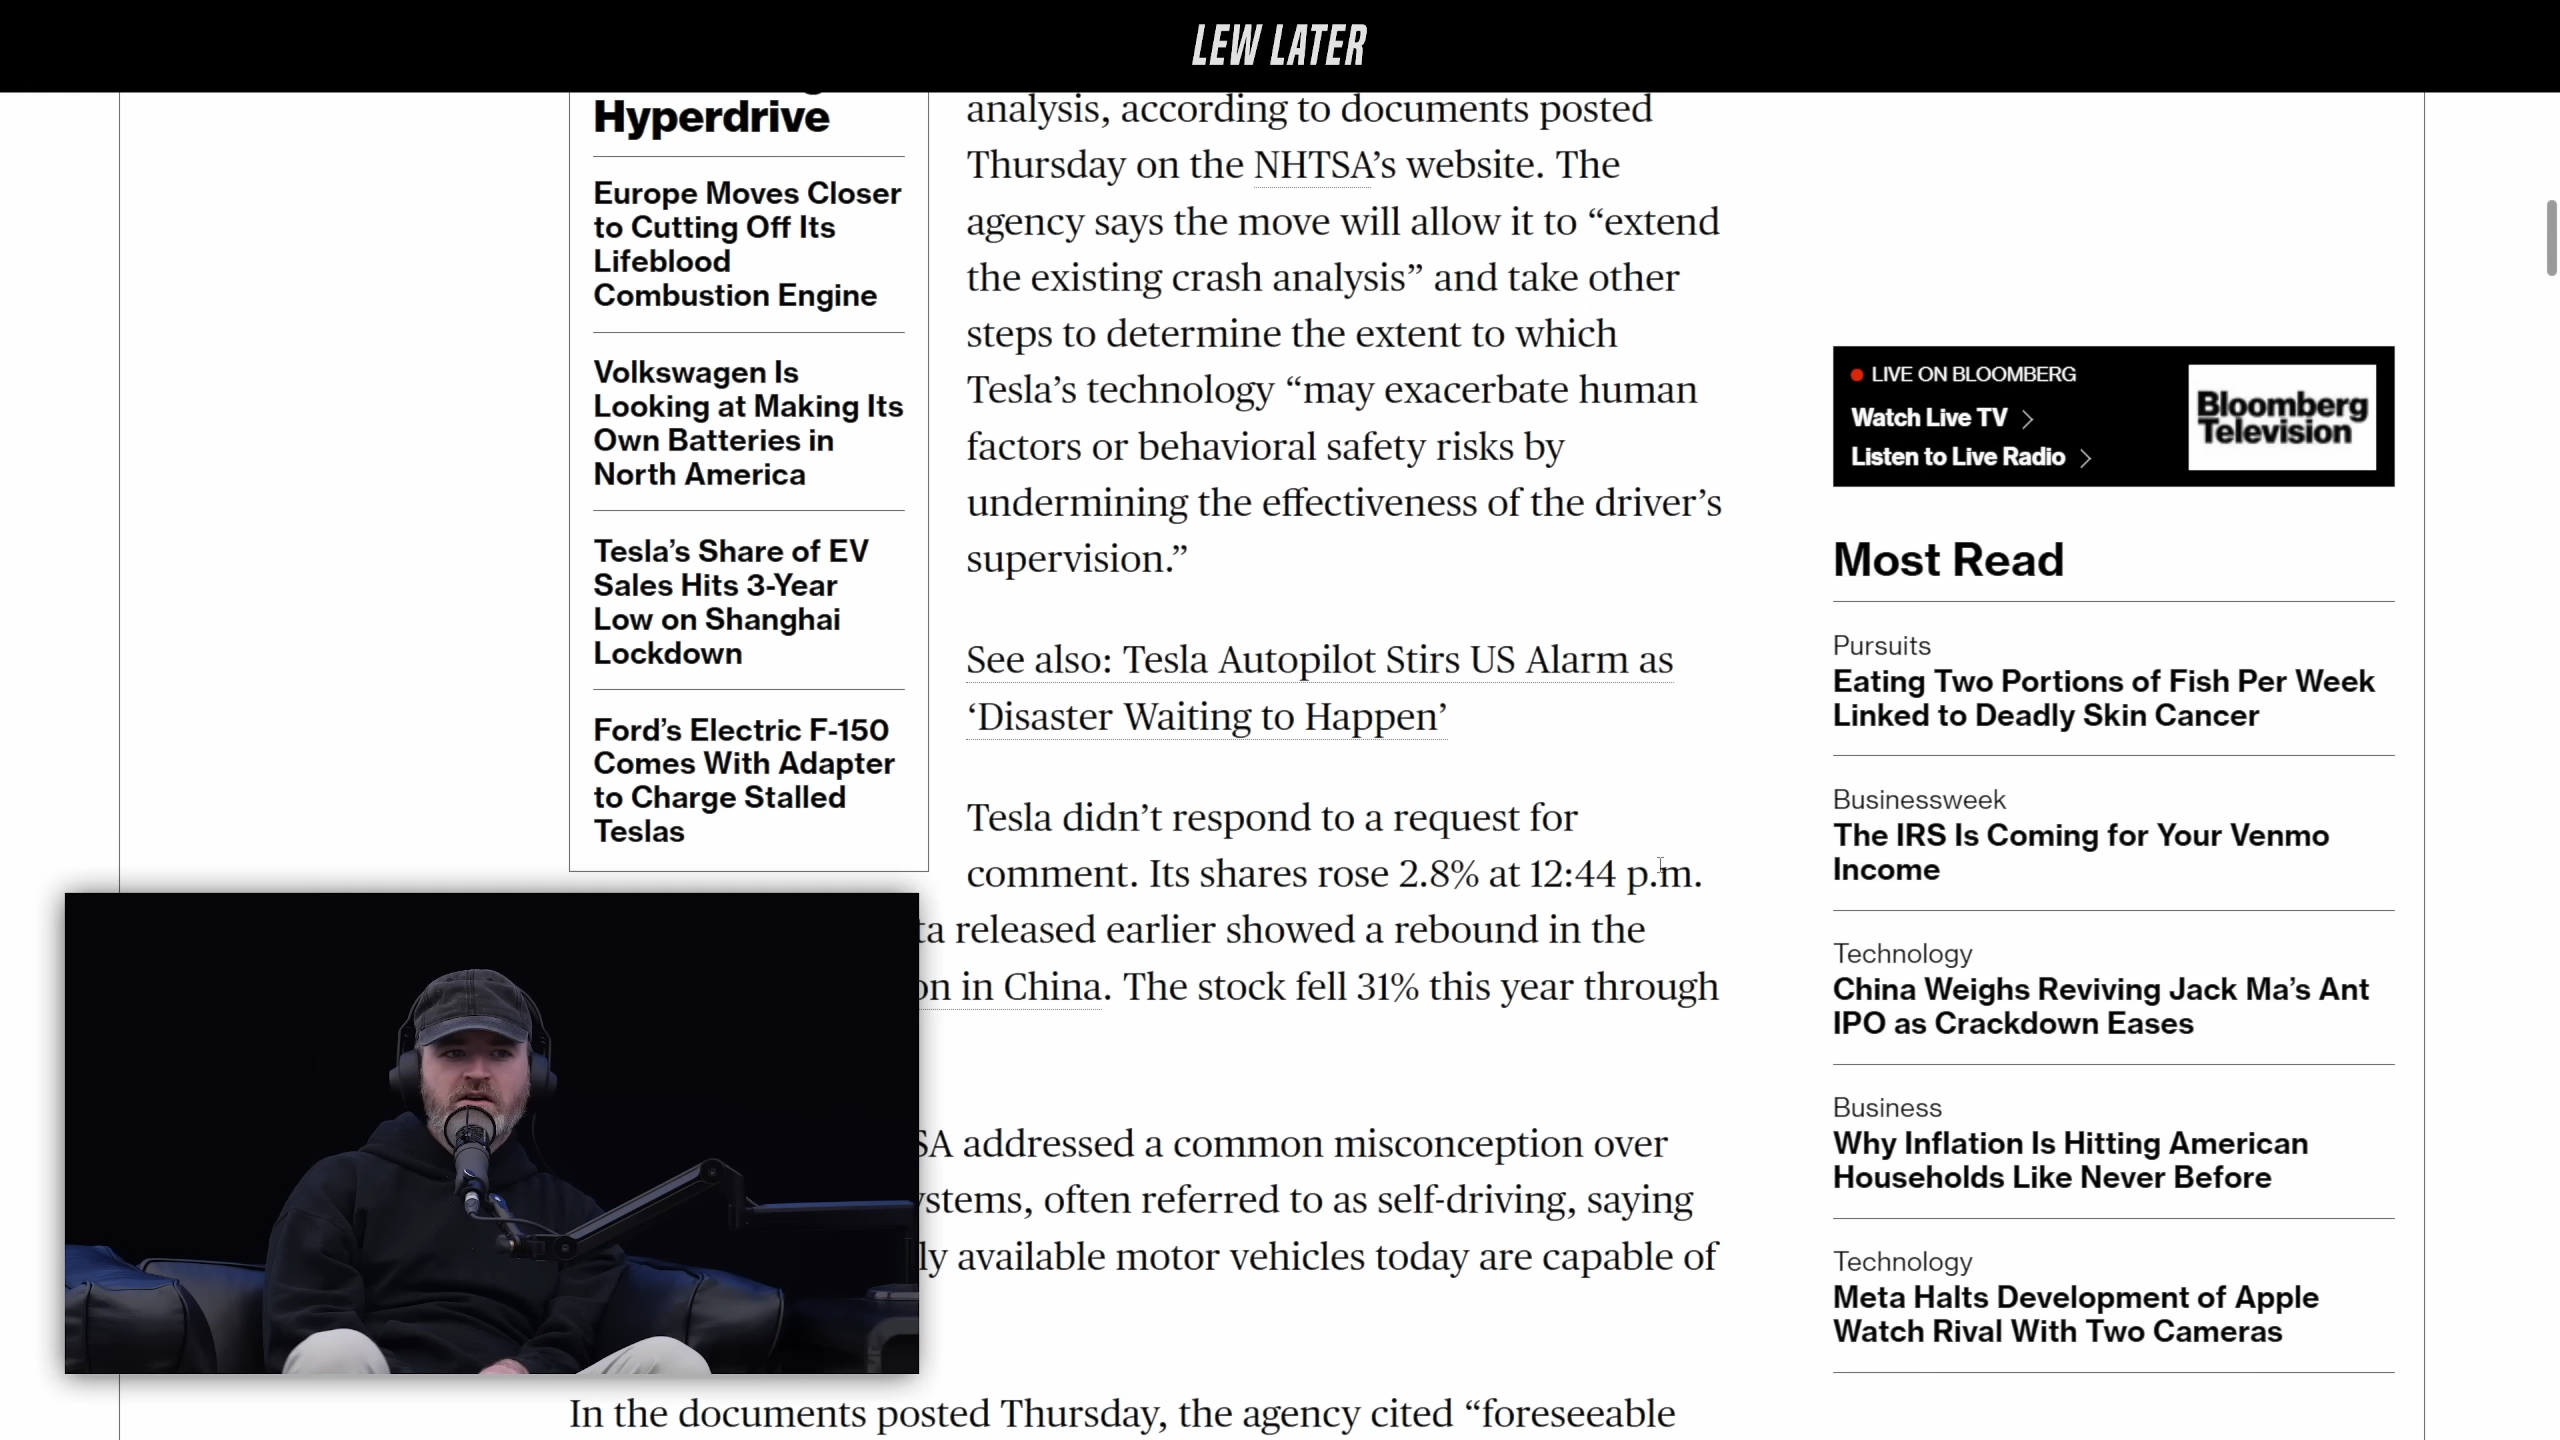 LEW LATER
Hyperdrive
Europe Moves Closer
to Cutting Off Its
Lifeblood
Combustion Engine
Volkswagen Is
Looking at Making Its
Own Batteries in
North America
Tesla’s Share of EV
Sales Hits 3-Year
Low on Shanghai
Lockdown
Ford’s Electric F-150
Comes With Adapter
to Charge Stalled
Teslas
analysis, according to documents posted
Thursday on the NHTSA’s website. The
agency says the move will allow it to “extend
the existing crash analysis” and take other
steps to determine the extent to which
Tesla’s technology “may exacerbate human
factors or behavioral safety risks by
undermining the effectiveness of the driver’s
supervision.”
See also: Tesla Autopilot Stirs US Alarm as
‘Disaster Waiting to Happen’
Tesla didn’t respond to a request for
comment. Its shares rose 2.8% at 12:44 p.m.
released earlier showed a rebound in the
in China. The stock fell 31% this year through
addressed a common misconception over
often referred to as self-driving, saying
available motor vehicles today are capable of
In the documents posted Thursday, the agency cited “foreseeable
LIVE ON BLOOMBERG
Watch Live TV
Listen to Live Radio
Bloomberg
Television
Most Read
Pursuits
Eating Two Portions of Fish Per Week
Linked to Deadly Skin Cancer
Businessweek
The IRS Is Coming for Your Venmo
Income
Technology
China Weighs Reviving Jack Ma’s Ant
IPO as Crackdown Eases
Business
Why Inflation Is Hitting American
Households Like Never Before
Technology
Meta Halts Development of Apple
Watch Rival With Two Cameras